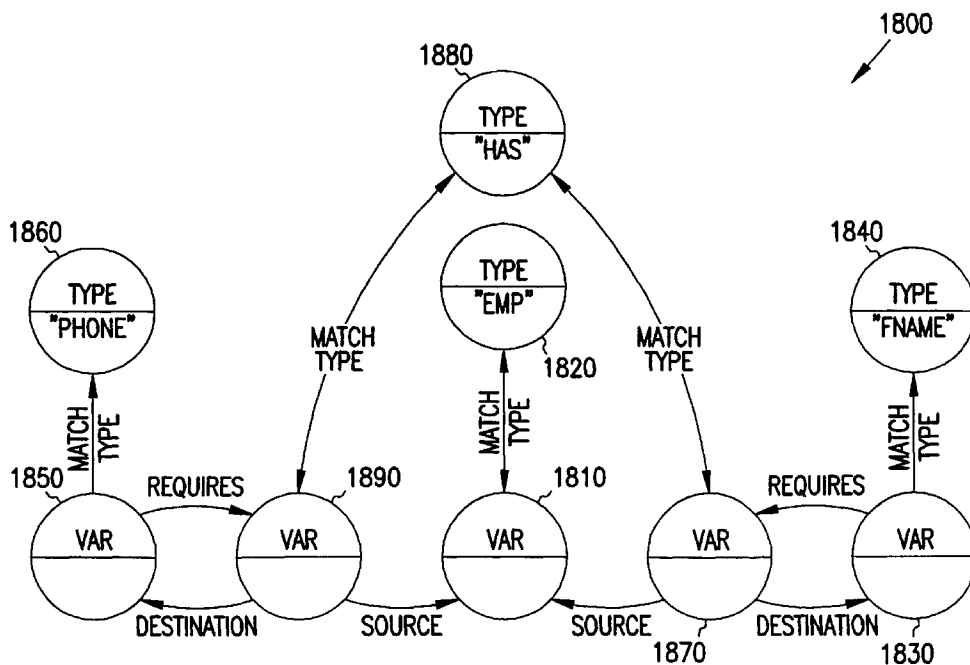 1800
1880
TYPE
"HAS"
1860
TYPE
"PHONE"
TYPE
"EMP"
1820
1840
TYPE
"FNAME"
MATCH
TYPE
MATCH
TYPE
MATCH
TYPE
MATCH
TYPE
MATCH
TYPE
1850
VAR
REQUIRES
1890
VAR
1810
VAR
REQUIRES
VAR
VAR
DESTINATION
SOURCE
SOURCE
1870
DESTINATION
1830